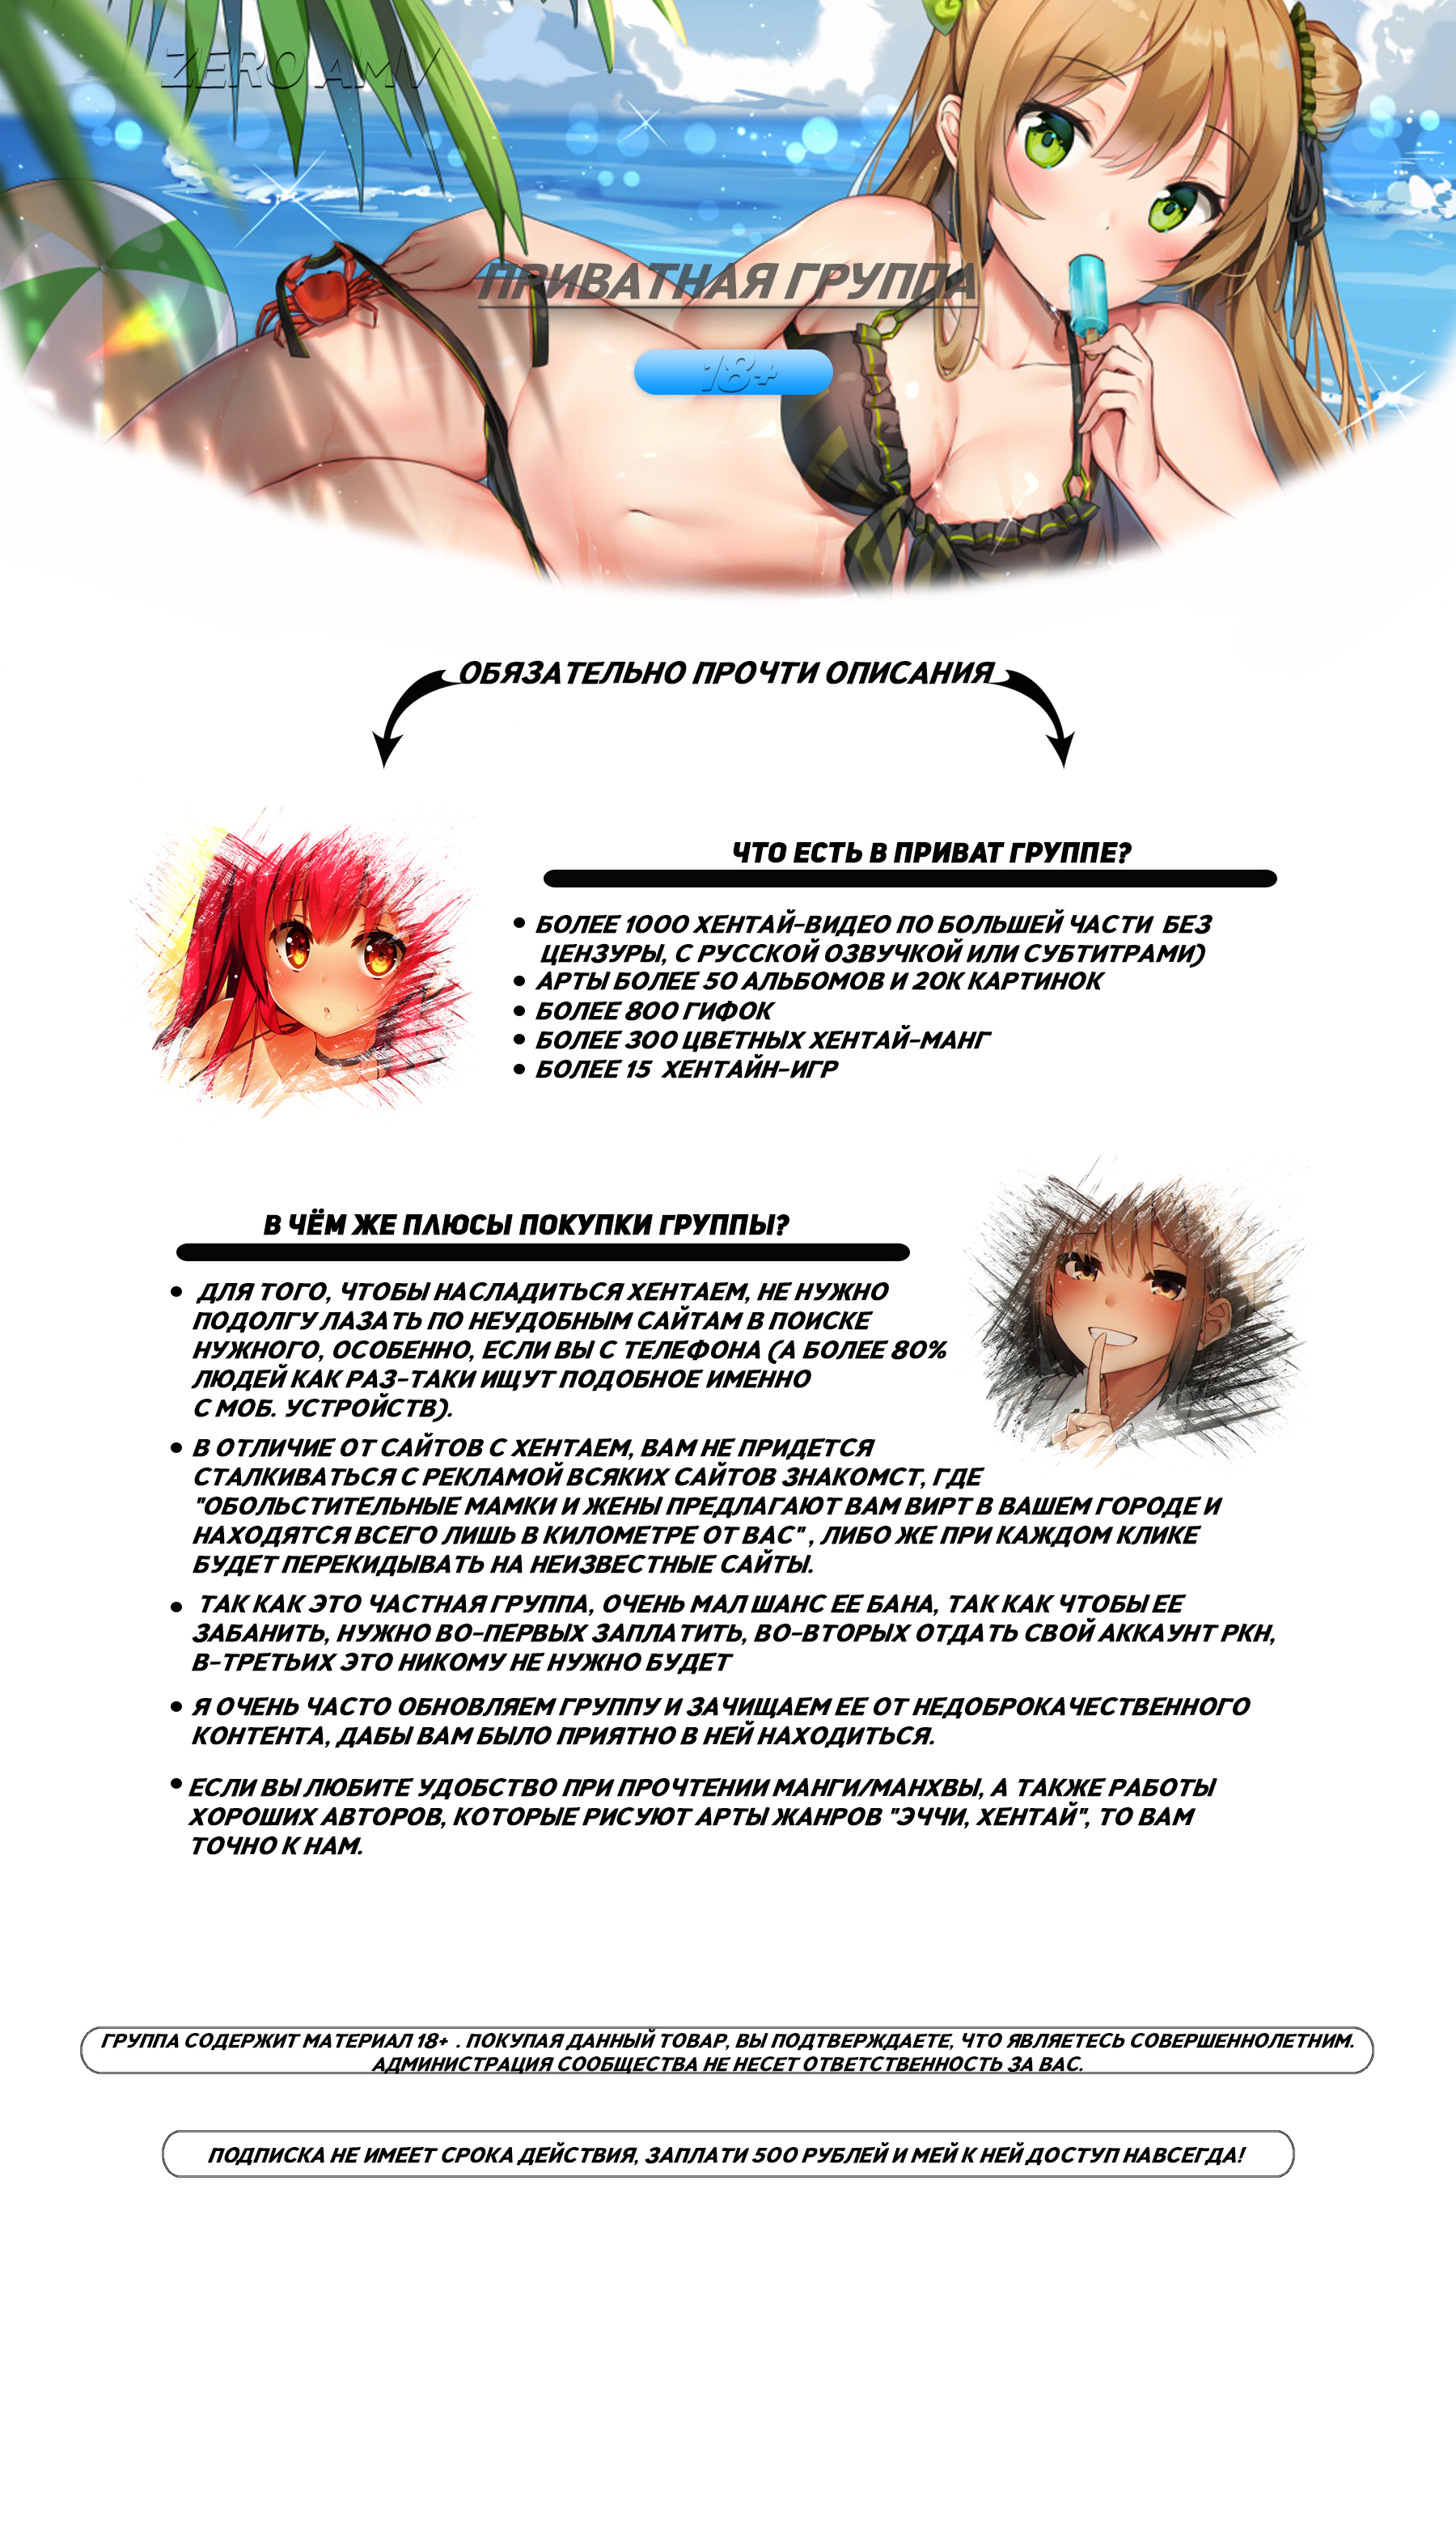 ZERO AMV
ПРИВАТНАЯ ГРУППА
18+
ОБЯЗАТЕЛЬНО ПРОЧТИ ОПИСАНИЯ
ЧТО ЕСТЬ В ПРИВАТ ГРУППЕ?
• БОЛЕЕ 1000 ХЕНТАЙ-ВИДЕО ПО БОЛЬШЕЙ ЧАСТИ БЕЗ
ЦЕНЗУРЫ, С РУССКОЙ ОЗВУЧКОЙ ИЛИ СУБТИТРАМИ)
• АРТЫ БОЛЕЕ 50 АЛЬБОМОВ И 20К КАРТИНОК
• БОЛЕЕ 800 ГИФОК
• БОЛЕЕ 300 ЦВЕТНЫХ ХЕНТАЙ-МАНГ
• БОЛЕЕ 15 ХЕНТАЙН-ИГР
В ЧЁМ ЖЕ ПЛЮСЫ ПОКУПКИ ГРУППЫ?
• ДЛЯ ТОГО, ЧТОБЫ НАСЛАДИТЬСЯ ХЕНТАЕМ, НЕ НУЖНО
ПОДОЛГУ ЛАЗАТЬ ПО НЕУДОБНЫМ САЙТАМ В ПОИСКЕ
НУЖНОГО, ОСОБЕННО, ЕСЛИ ВЫ С ТЕЛЕФОНА (А БОЛЕЕ 80%
ЛЮДЕЙ КАК РАЗ-ТАКИ ИЩУТ ПОДОБНОЕ ИМЕННО
С МОБ. УСТРОЙСТВ).
• В ОТЛИЧИЕ ОТ САЙТОВ С ХЕНТАЕМ, ВАМ НЕ ПРИДЕТСЯ
СТАЛКИВАТЬСЯ С РЕКЛАМОЙ ВСЯКИХ САЙТОВ ЗНАКОМСТ, ГДЕ
"ОБОЛЬСТИТЕЛЬНЫЕ МАМКИ И ЖЕНЫ ПРЕДЛАГАЮТ ВАМ ВИРТ В ВАШЕМ ГОРОДЕ И
НАХОДЯТСЯ ВСЕГО ЛИШЬ В КИЛОМЕТРЕ ОТ ВАС" , ЛИБО ЖЕ ПРИ КАЖДОМ КЛИКЕ
БУДЕТ ПЕРЕКИДЫВАТЬ НА НЕИЗВЕСТНЫЕ САЙТЫ.
• ТАК КАК ЭТО ЧАСТНАЯ ГРУППА, ОЧЕНЬ МАЛ ШАНС ЕЕ БАНА, ТАК КАК ЧТОБЫ ЕЕ
ЗАБАНИТЬ, НУЖНО ВО-ПЕРВЫХ ЗАПЛАТИТЬ, ВО-ВТОРЫХ ОТДАТЬ СВОЙ АККАУНТ РКН,
В-ТРЕТЬИХ ЭТО НИКОМУ НЕ НУЖНО БУДЕТ
• Я ОЧЕНЬ ЧАСТО ОБНОВЛЯЕМ ГРУППУ И ЗАЧИЩАЕМ ЕЕ ОТ НЕДОБРОКАЧЕСТВЕННОГО
КОНТЕНТА, ДАБЫ ВАМ БЫЛО ПРИЯТНО В НЕЙ НАХОДИТЬСЯ.
• ЕСЛИ ВЫ ЛЮБИТЕ УДОБСТВО ПРИ ПРОЧТЕНИИ МАНГИ/МАНХВЫ, А ТАКЖЕ РАБОТЫ
ХОРОШИХ АВТОРОВ, КОТОРЫЕ РИСУЮТ АРТЫ ЖАНРОВ "ЭЧЧИ, ХЕНТАЙ", ТО ВАМ
ТОЧНО К НАМ.
ГРУППА СОДЕРЖИТ МАТЕРИАЛ 18+ . ПОКУПАЯ ДАННЫЙ ТОВАР, ВЫ ПОДТВЕРЖДАЕТЕ, ЧТО ЯВЛЯЕТЕСЬ СОВЕРШЕННОЛЕТНИМ.
АДМИНИСТРАЦИЯ СООБЩЕСТВА НЕ НЕСЕТ ОТВЕТСТВЕННОСТЬ ЗА ВАС.
ПОДПИСКА НЕ ИМЕЕТ СРОКА ДЕЙСТВИЯ, ЗАПЛАТИ 500 РУБЛЕЙ И МЕЙ К НЕЙ ДОСТУП НАВСЕГДА!